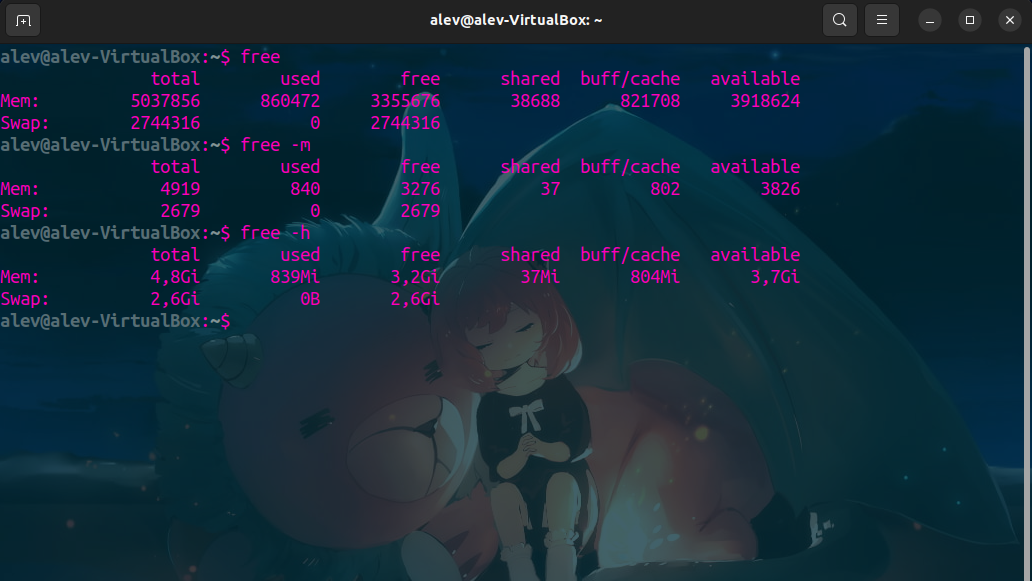 alev@alev-VirtualBox: ~
alev@alev-VirtualBox:~$ free
total used free shared buff/cache available
Mem: 5037856 860472 3355676 38688 821708 3918624
Swap: 2744316 0 2744316
alev@alev-VirtualBox:~$ free -m
total used free shared buff/cache available
Mem: 4919 840 3276 37 802 3826
Swap: 2679 0 2679
alev@alev-VirtualBox:~$ free -h
total used free shared buff/cache available
Mem: 4,8Gi 839Mi 3,2Gi 37Mi 804Mi 3,7Gi
Swap: 2,6Gi 0B 2,6Gi
alev@alev-VirtualBox:~$